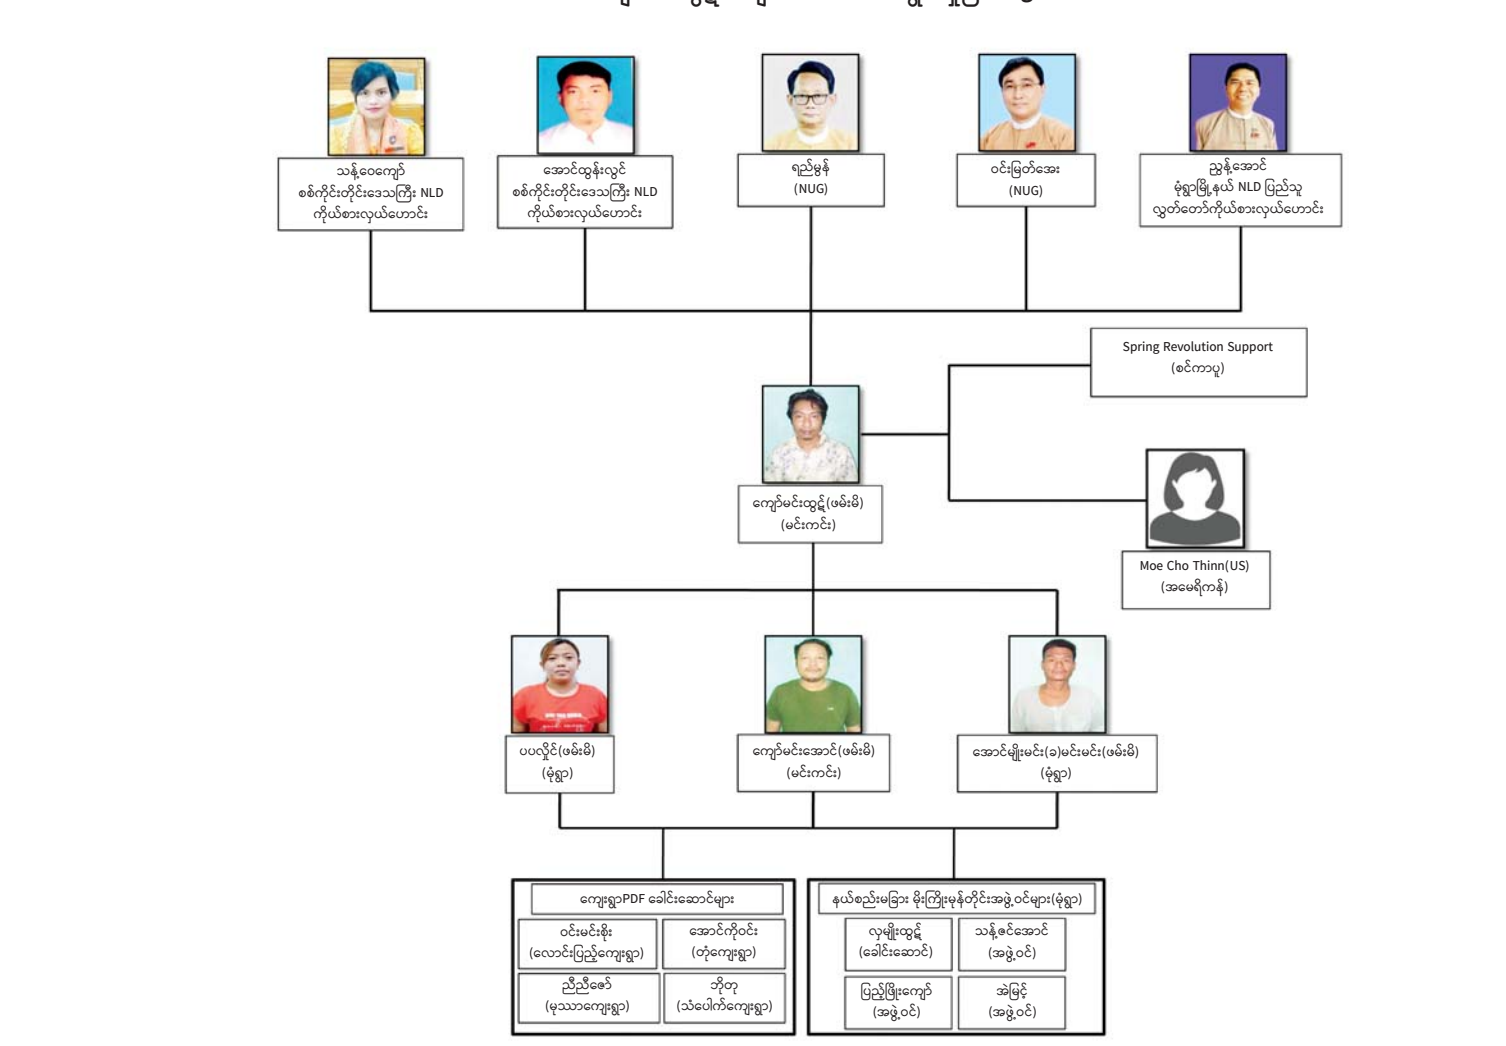 သန့်ဝေကျော်
စစ်ကိုင်းတိုင်းဒေသကြီး NLD
ကိုယ်စားလှယ်ဟောင်း
အောင်ထွန်းလွင်
စစ်ကိုင်းတိုင်းဒေသကြီး NLD
ကိုယ်စားလှယ်ဟောင်း
ရည်မွန်
(NUG)
ဝင်းမြတ်အေး
(NUG)
ညွန့်အောင်
မုံရွာမြို့နယ် NLD ပြည်သူ
လွှတ်တော်ကိုယ်စားလှယ်ဟောင်း
Spring Revolution Support
(စင်ကာပူ)
ကျော်မင်းထွဋ်(ဖမ်းမိ)
(မင်းကင်း)
Moe Cho Thinn(US)
(အမေရိကန်)
ပပလှိုင်(ဖမ်းမိ)
(မုံရွာ)
ကျော်မင်းအောင်(ဖမ်းမိ)
(မင်းကင်း)
အောင်မျိုးမင်း(ခ)မင်းမင်း(ဖမ်းမိ)
(မုံရွာ)
ကျေးရွာPDF ခေါင်းဆောင်များ
ဝင်းမင်းစိုး
(လောင်းပြည့်ကျေးရွာ)
အောင်ကိုဝင်း
(တုံကျေးရွာ)
ညီညီဇော်
(မုဿာကျေးရွာ)
ဘိုတု
(သံပေါက်ကျေးရွာ)
နယ်စည်းမခြား မိုးကြိုးမုန်တိုင်းအဖွဲ့ဝင်များ(မုံရွာ)
လှမျိုးထွဋ်
(ခေါင်းဆောင်)
သန့်ဇင်အောင်
(အဖွဲ့ဝင်)
ပြည့်ဖြိုးကျော်
(အဖွဲ့ဝင်)
အဲမြင့်
(အဖွဲ့ဝင်)